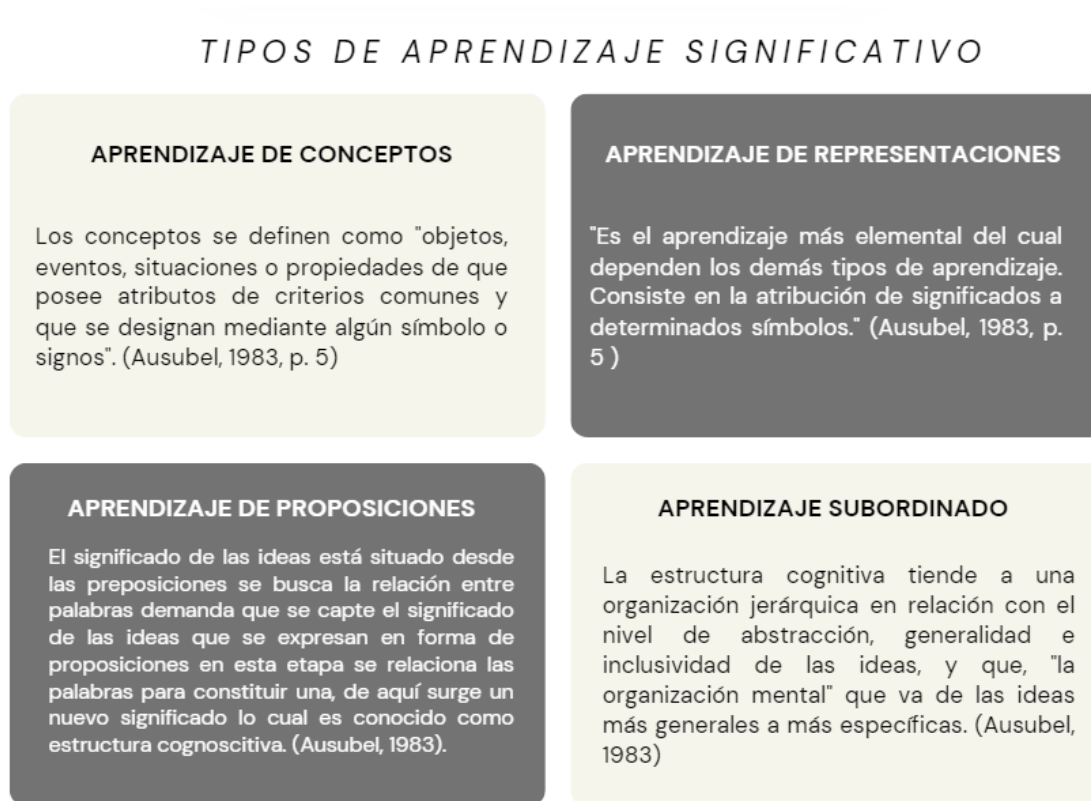 TIPOS DE APRENDIZAJE SIGNIFICATIVO
APRENDIZAJE DE CONCEPTOS
Los conceptos se definen como "objetos,
eventos, situaciones o propiedades de que
posee atributos de criterios comunes y
que se designan mediante algún símbolo o
signos". (Ausubel, 1983, p. 5)
APRENDIZAJE DE REPRESENTACIONES
"Es el aprendizaje más elemental del cual
dependen los demás tipos de aprendizaje.
Consiste en la atribución de significados a
determinados símbolos." (Ausubel, 1983, p.
5 )
APRENDIZAJE DE PROPOSICIONES
El significado de las ideas está situado desde
las preposiciones se busca la relación entre
palabras demanda que se capte el significado
de las ideas que se expresan en forma de
proposiciones en esta etapa se relaciona las
palabras para constituir una, de aquí surge un
nuevo significado lo cual es conocido como
estructura cognoscitiva. (Ausubel, 1983).
APRENDIZAJE SUBORDINADO
La estructura cognitiva tiende a una
organización jerárquica en relación con el
nivel de abstracción, generalidad e
inclusividad de las ideas, y que, "la
organización mental" que va de las ideas
más generales a más específicas. (Ausubel,
1983)